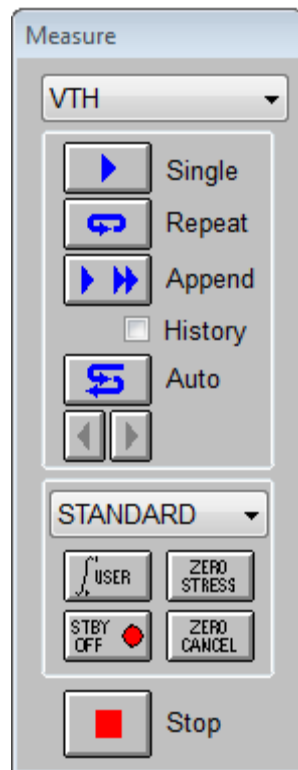 Measure
VTH
Single
Repeat
Append
History
Auto
STANDARD
USER
ZERO
STRESS
STBY
OFF
ZERO
CANCEL
Stop